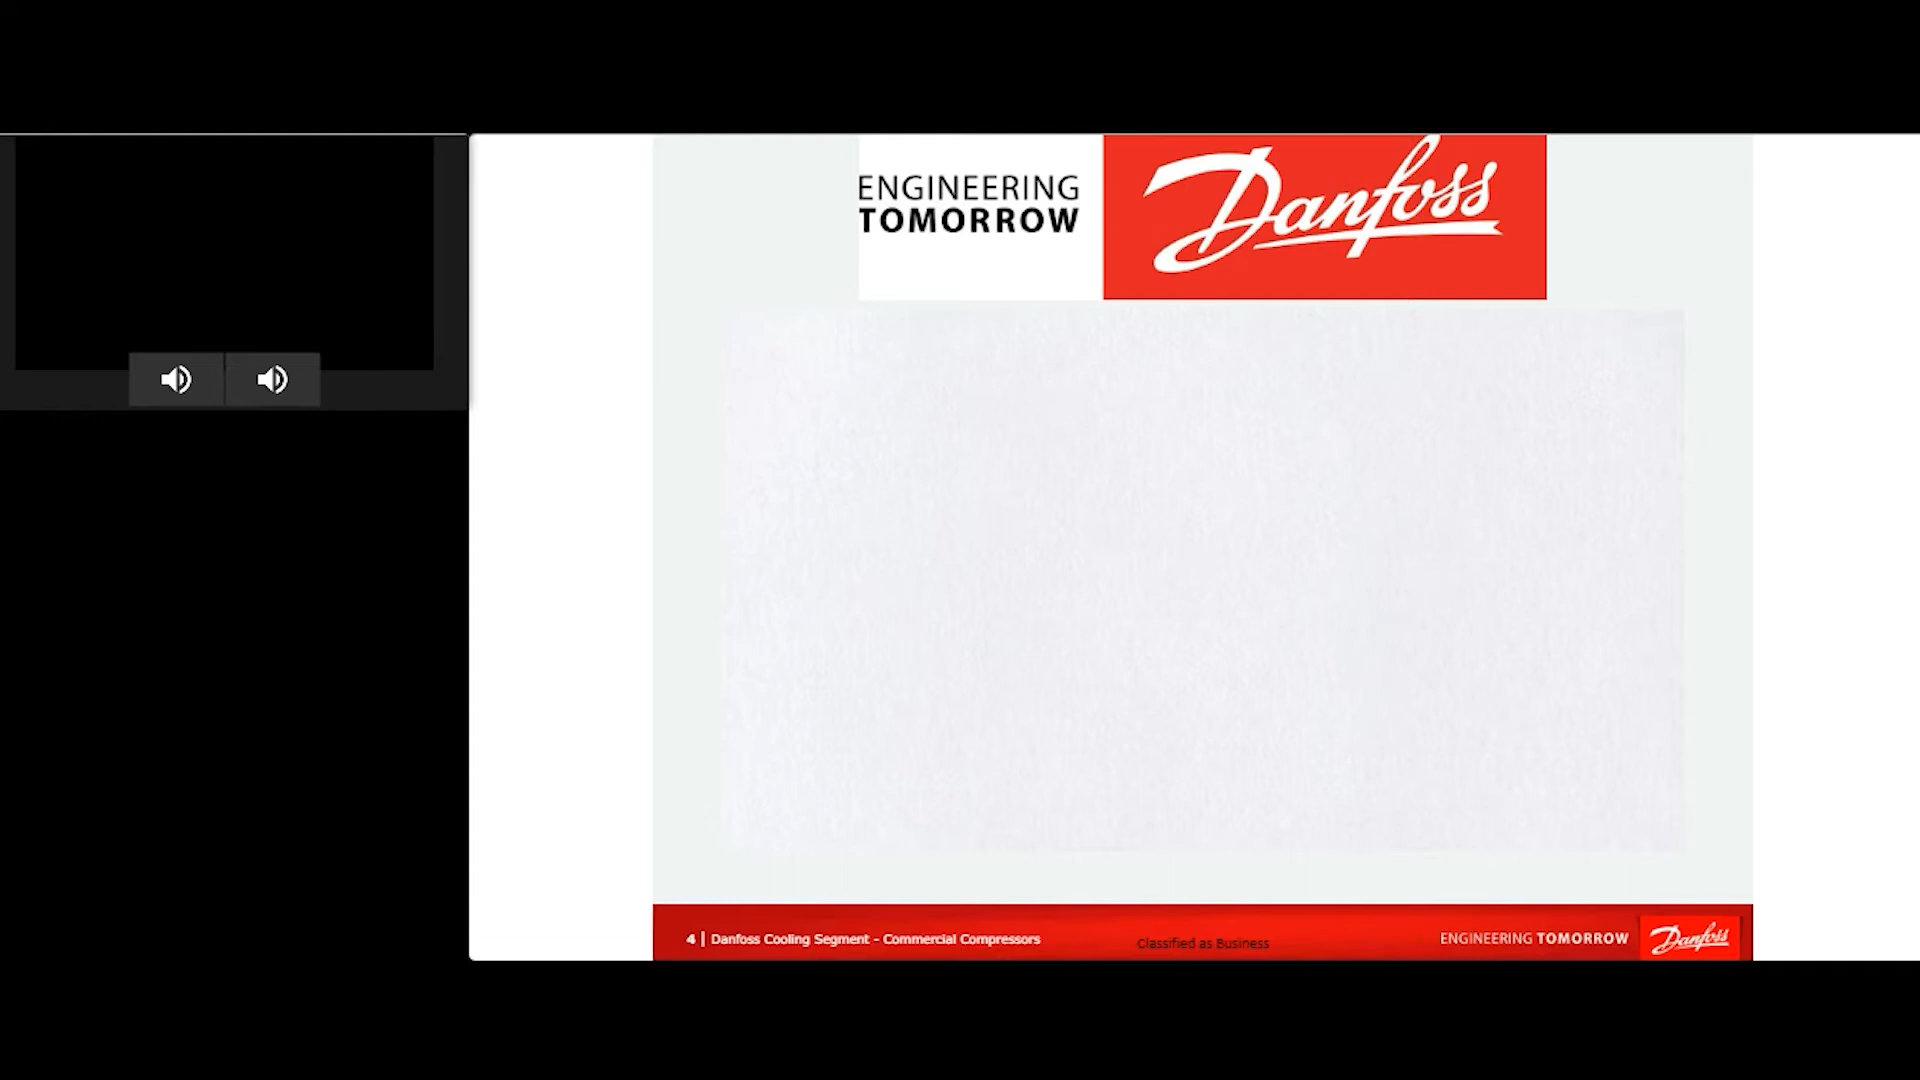 ENGINEERING
TOMORROW
Danfoss
4 | Danfoss Cooling Segment - Commercial Compressors
Classified as Business
ENGINEERING TOMORROW
Danfoss